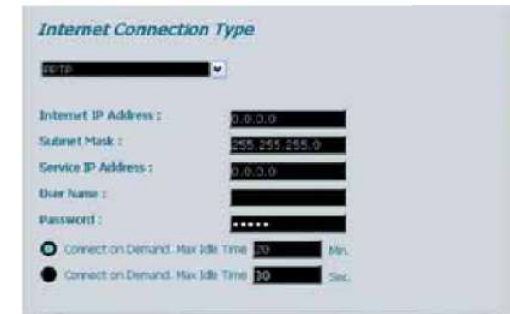 Internet Connection Type
PPTP
Internet IP Address : 0.0.0.0
Subnet Mask : 255.255.255.0
Service IP Address : 0.0.0.0
User Name :
Password : •••••
Connect on Demand. Max Idle Time 20 Min.
Connect on Demand. Max Idle Time 30 Sec.